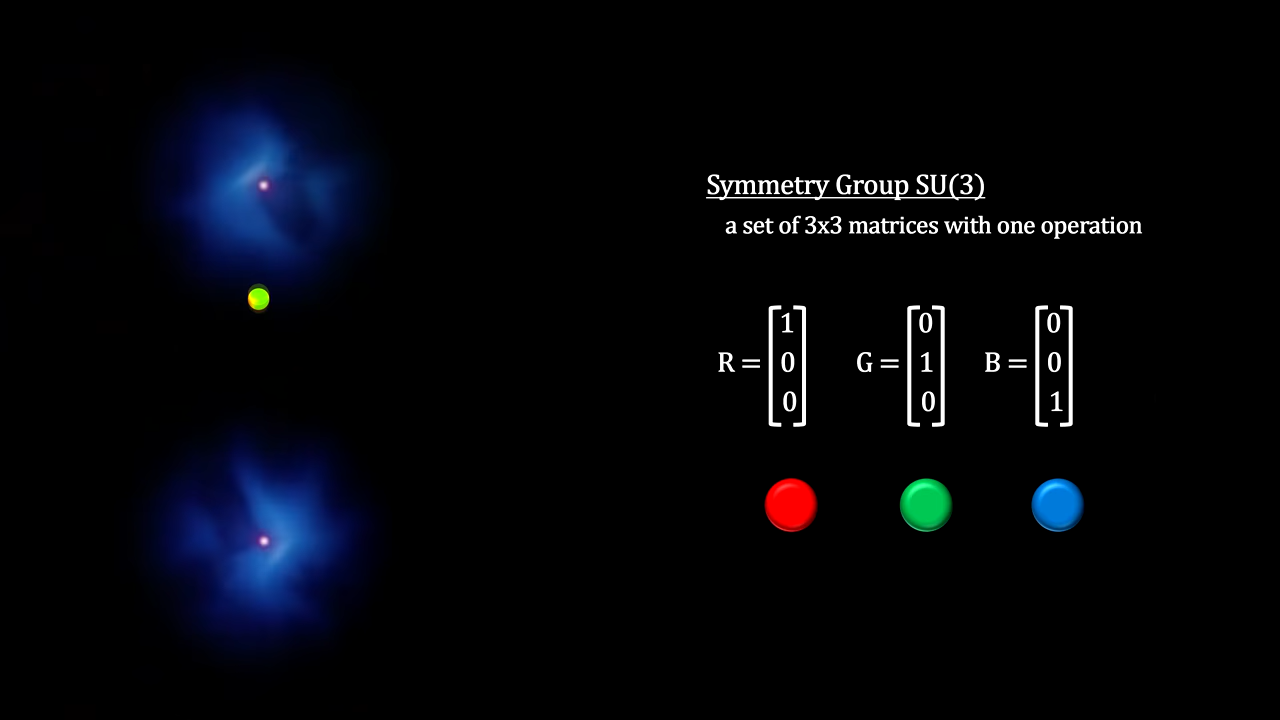 Symmetry Group SU(3)
a set of 3x3 matrices with one operation
R = [1 0 0] G = [0 1 0] B = [0 0 1]